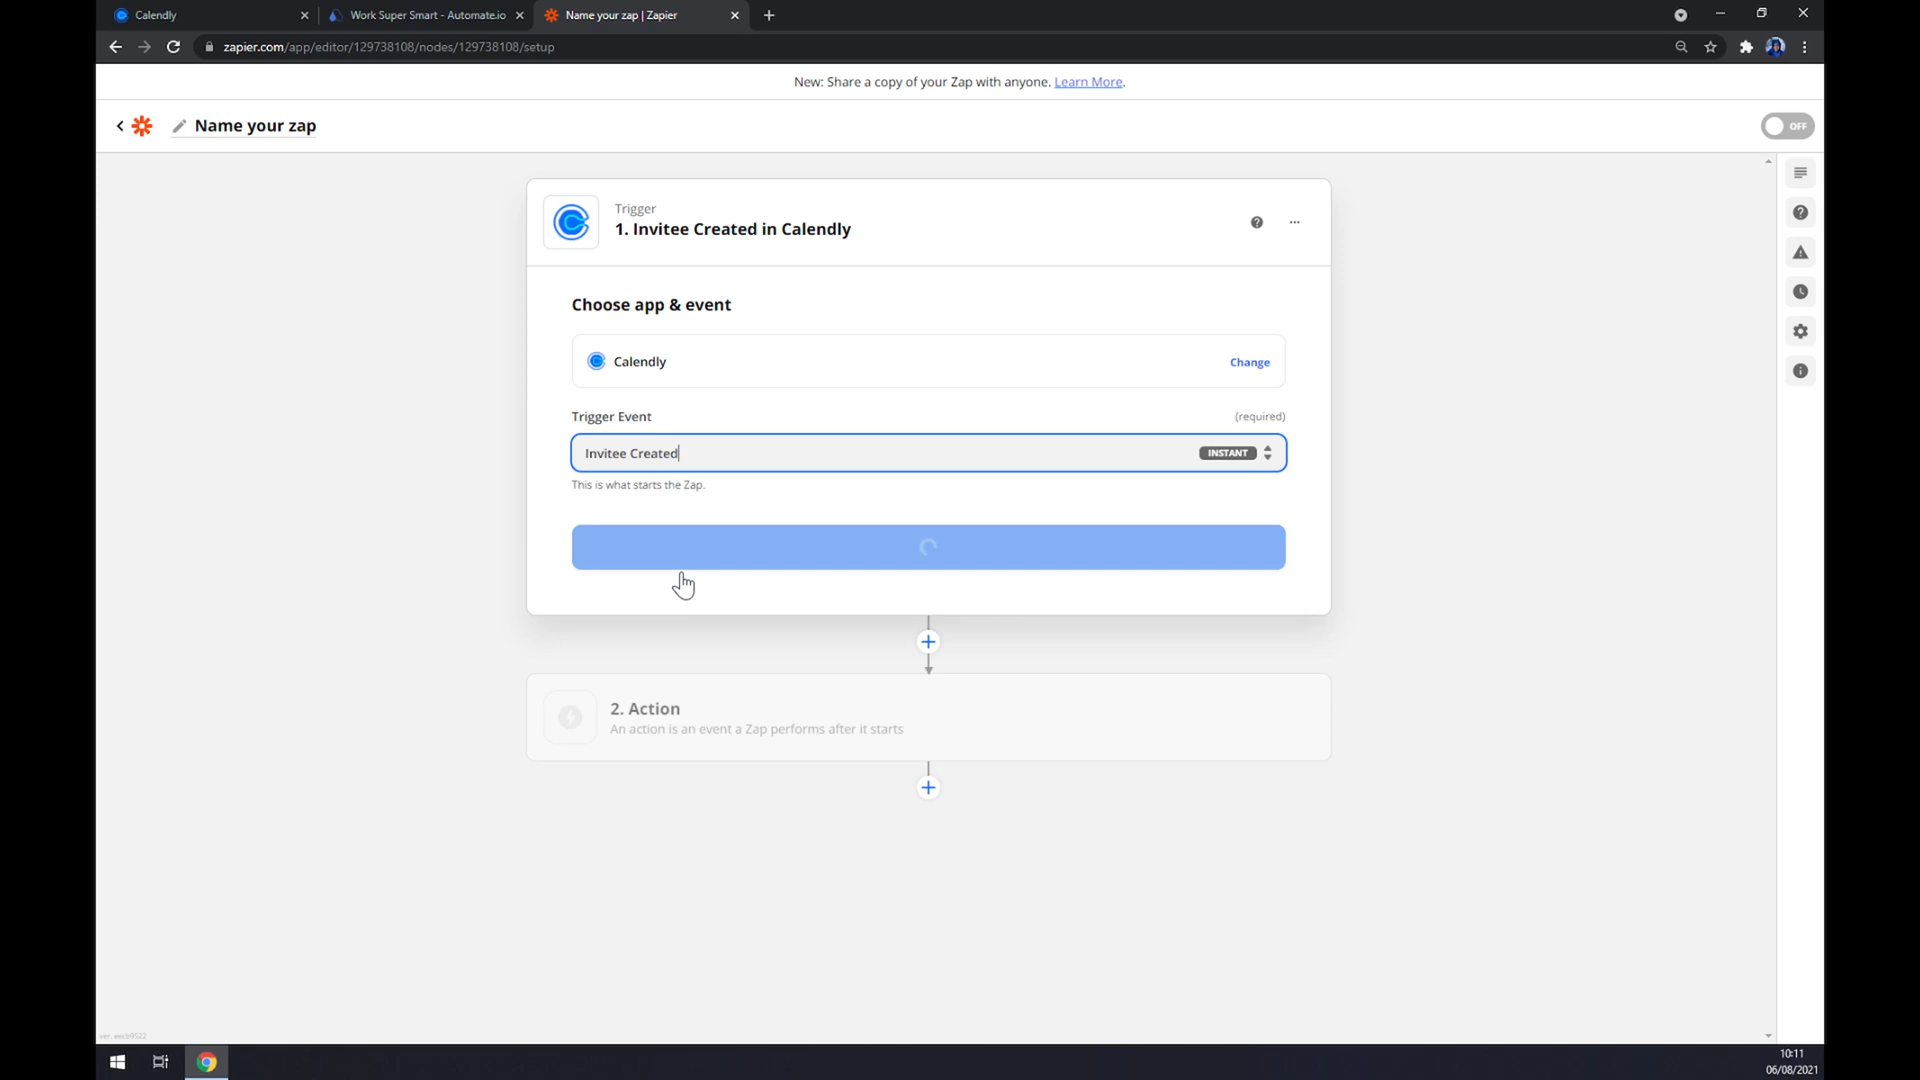 Calendly
Work Super Smart - Automate.io
Name your zap | Zapier
zapier.com/app/editor/129738108/nodes/129738108/setup
New: Share a copy of your Zap with anyone. Learn More.
Name your zap
OFF
Trigger
1. Invitee Created in Calendly
Choose app & event
Calendly
Change
Trigger Event
(required)
Invitee Created
INSTANT
This is what starts the Zap.
2. Action
An action is an event a Zap performs after it starts
10:11
06/08/2021